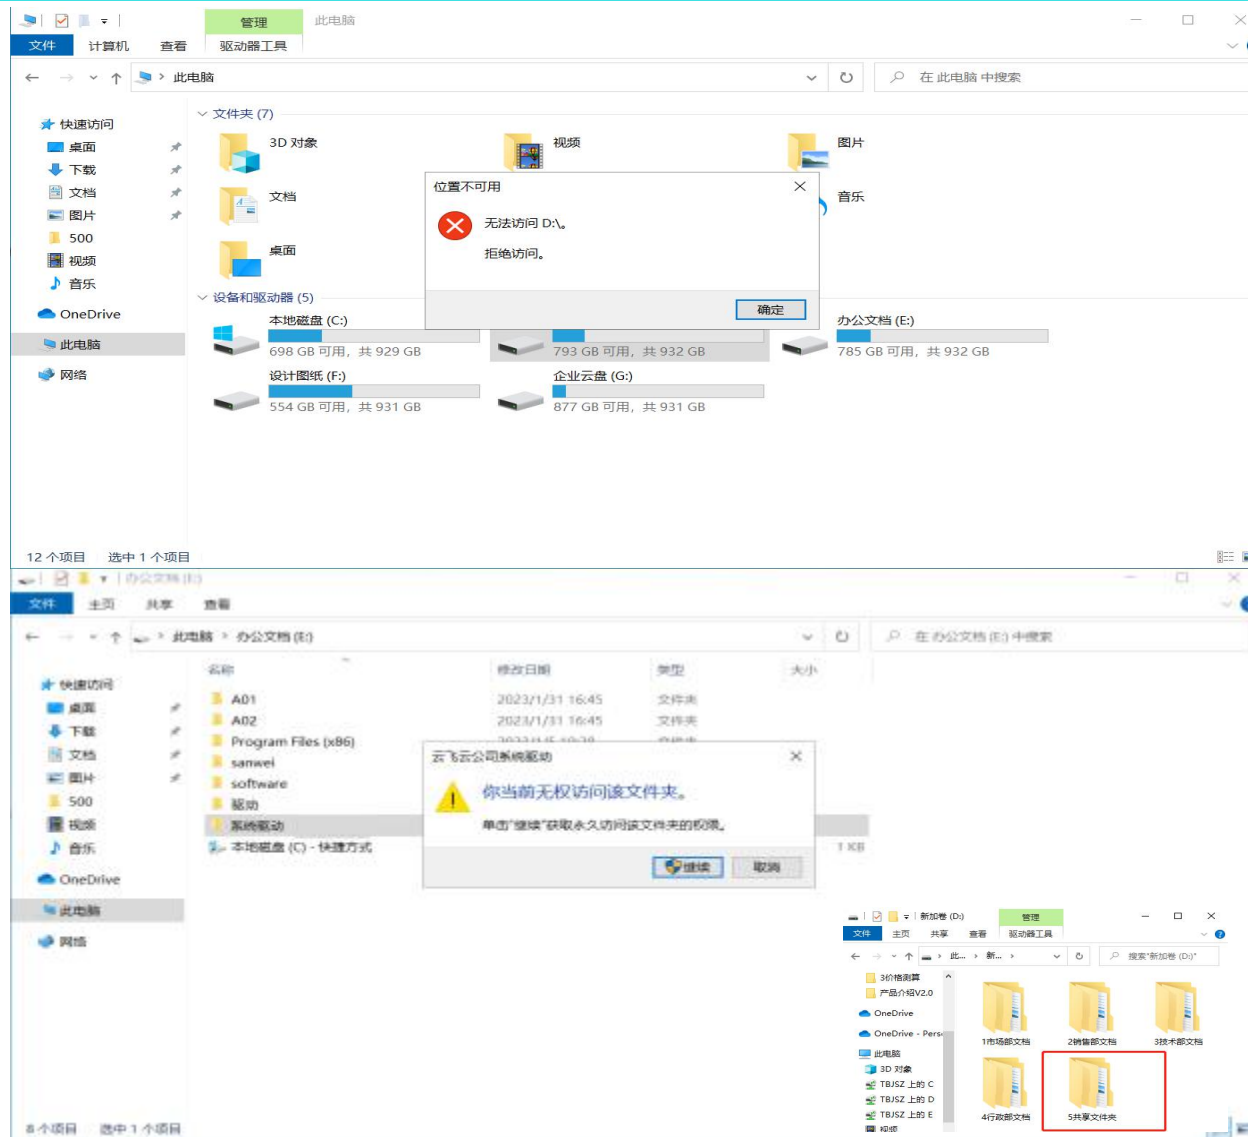 管理 此电脑
文件 计算机 查看 驱动器工具
此电脑 在 此电脑 中搜索
快速访问
桌面
下载
文档
图片
500
视频
音乐
OneDrive
此电脑
网络
文件夹 (7)
3D 对象 视频 图片
文档 音乐
桌面
位置不可用
无法访问 D:\。
拒绝访问。
确定
设备和驱动器 (5)
本地磁盘 (C:) 办公文档 (E:)
698 GB 可用，共 929 GB 793 GB 可用，共 932 GB 785 GB 可用，共 932 GB
设计图纸 (F:) 企业云盘 (G:)
554 GB 可用，共 931 GB 877 GB 可用，共 931 GB
12 个项目 选中 1 个项目
办公文档 (E:)
文件 主页 共享 查看
此电脑 办公文档 (E:) 在 办公文档 (E:) 中搜索
快速访问
桌面
下载
文档
图片
500
视频
音乐
OneDrive
此电脑
网络
名称 修改日期 类型 大小
A01 2023/1/31 16:45 文件夹
A02 2023/1/31 16:45 文件夹
Program Files (x86)
sanwei
software
驱动
系统驱动
本地磁盘 (C) - 快捷方式 1 KB
云飞云公司系统驱动
你当前无权访问该文件夹。
单击"继续"获取永久访问该文件夹的权限。
继续 取消
8 个项目 选中 1 个项目
新加卷 (D:) 管理
文件 主页 共享 查看 驱动器工具
此... 新... 搜索"新加卷 (D:)"
3价格测算
产品介绍V2.0
OneDrive
OneDrive - Pers
此电脑
3D 对象
TBJSZ 上的 C
TBJSZ 上的 D
TBJSZ 上的 E
视频
1市场部文档 2销售部文档 3技术部文档
4行政部文档 5共享文件夹